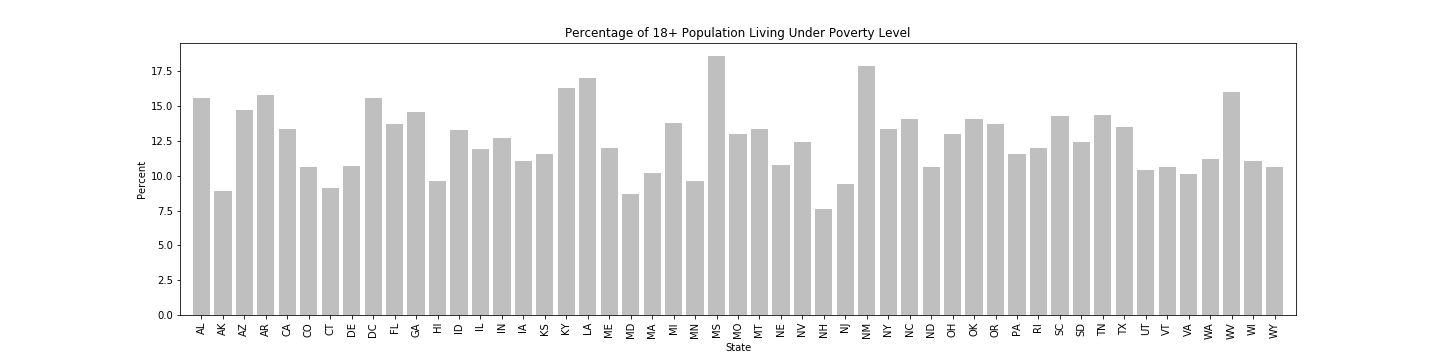 Percentage of 18+ Population Living Under Poverty Level
17.5
15.0
12.5
10.0
7.5
5.0
2.5
0.0
Percent
AL AK AZ AR CA CO CT DE DC FL GA HI ID IL IN IA KS KY LA ME MD MA MI MN MS MO MT NE NV NH NJ NM NY NC ND OH OK OR PA RI SC SD TN TX UT VT VA WA WV WI WY
State